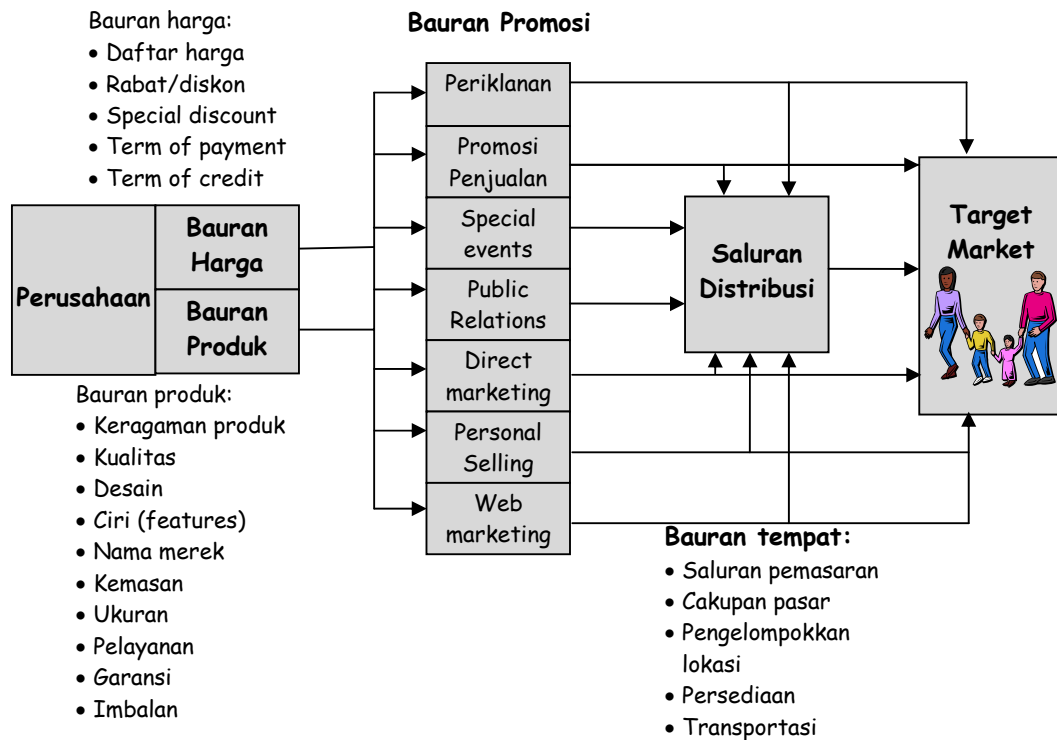 Bauran harga:
• Daftar harga
• Rabat/diskon
• Special discount
• Term of payment
• Term of credit
Bauran Promosi
Perusahaan
Bauran
Harga
Bauran
Produk
Periklanan
Promosi
Penjualan
Special
events
Public
Relations
Direct
marketing
Personal
Selling
Web
marketing
Saluran
Distribusi
Target
Market
Bauran produk:
• Keragaman produk
• Kualitas
• Desain
• Ciri (features)
• Nama merek
• Kemasan
• Ukuran
• Pelayanan
• Garansi
• Imbalan
Bauran tempat:
• Saluran pemasaran
• Cakupan pasar
• Pengelompokkan
lokasi
• Persediaan
• Transportasi